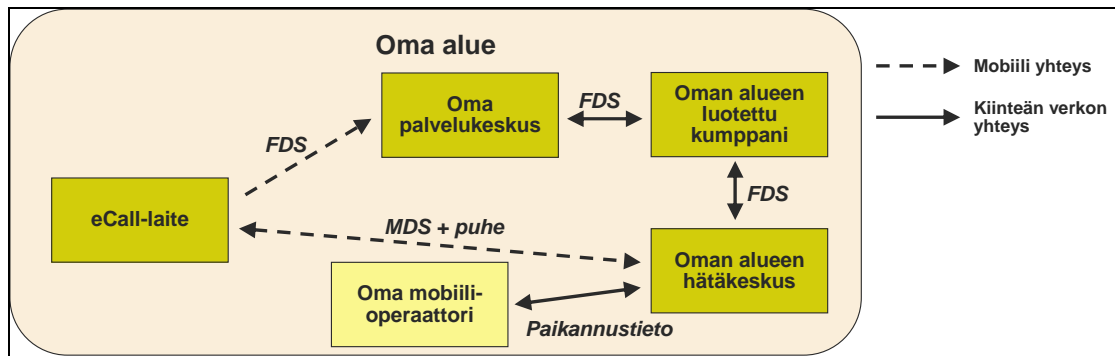 Oma alue
Mobiili yhteys
Kiinteän verkon
yhteys
Oma
palvelukeskus
FDS
Oman alueen
luotettu
kumppani
FDS
FDS
eCall-laite
MDS + puhe
Oman alueen
hätäkeskus
Oma mobiili-
operaattori
Paikannustieto